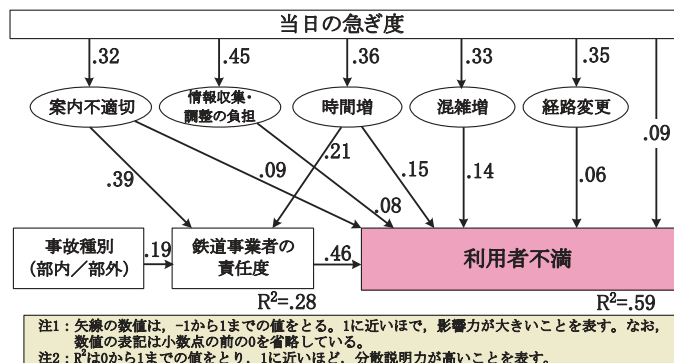 当日の急ぎ度
.32
.45
.36
.33
.35
.09
案内不適切
情報収集・
調整の負担
時間増
混雑増
経路変更
.39
.09
.21
.08
.15
.14
.06
事故種別
(部内/部外)
.19
鉄道事業者の
責任度
.46
利用者不満
R²=.28
R²=.59
注1：矢線の数値は，-1から1までの値をとる。1に近いほで，影響力が大きいことを表す。なお，
数値の表記は小数点の前の0を省略している。
注2：R²は0から1までの値をとり，1に近いほど，分散説明力が高いことを表す。